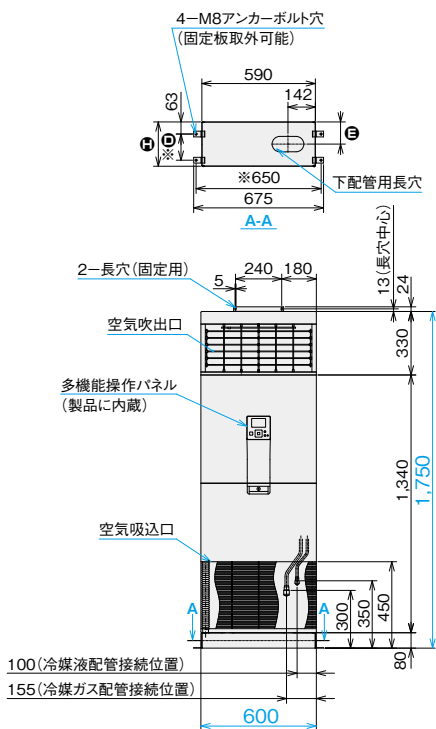 4ーM8アンカーボルト穴
(固定板取外可能)
590
142
63
H
※D
E
下配管用長穴
※650
675
A-A
2ー長穴(固定用)
240
180
5
13(長穴中心)
24
空気吹出口
330
多機能操作パネル
(製品に内蔵)
1,340
1,750
空気吸込口
A
A
300
350
450
80
100(冷媒液配管接続位置)
155(冷媒ガス配管接続位置)
600